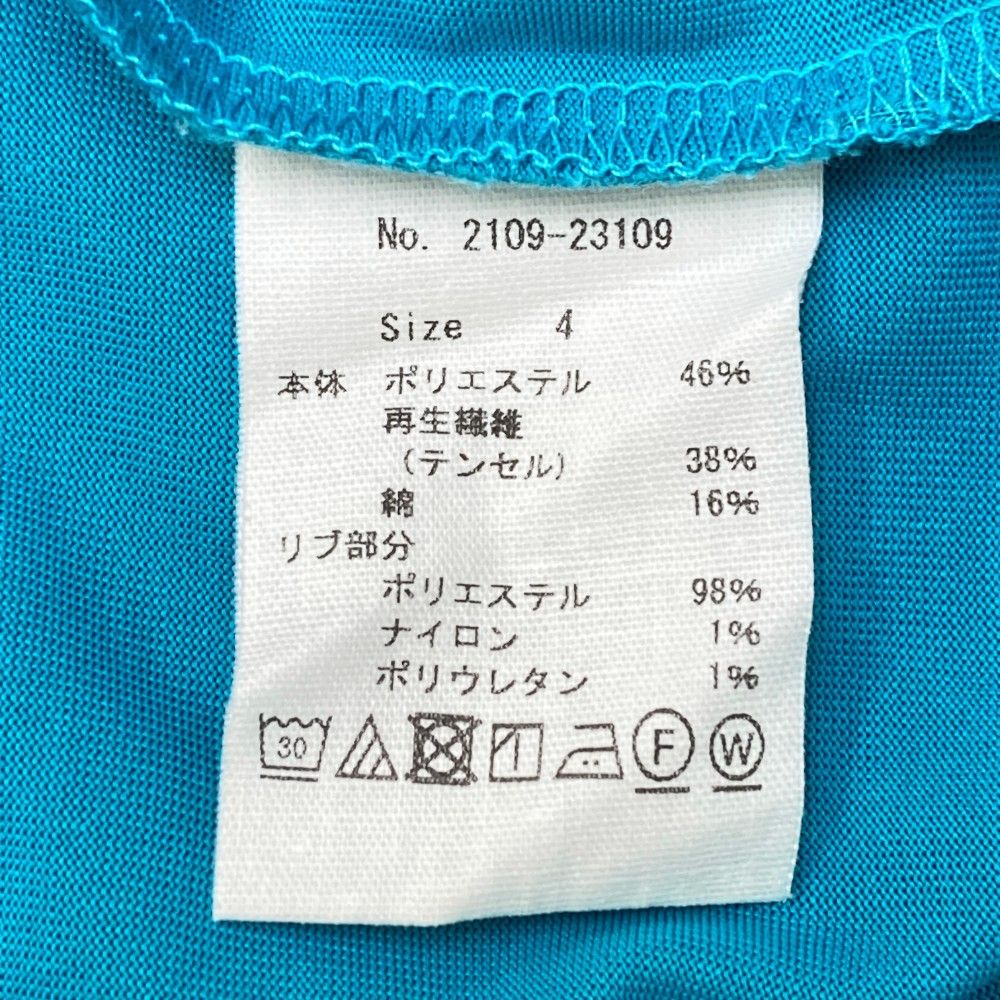 No. 2109-23109
Size 4
本体 ポリエステル 46%
再生繊維
(テンセル) 38%
綿 16%
リブ部分
ポリエステル 98%
ナイロン 1%
ポリウレタン 1%
30 F W